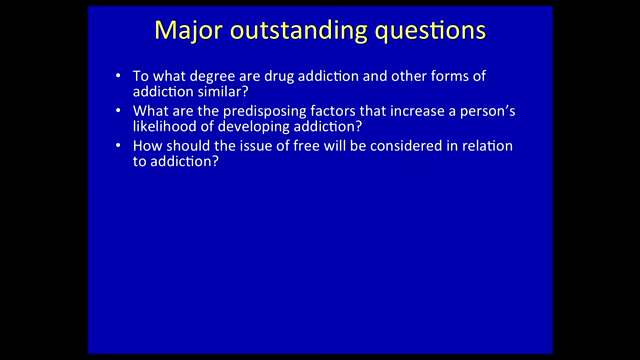 Major outstanding questions
• To what degree are drug addiction and other forms of
addiction similar?
• What are the predisposing factors that increase a person's
likelihood of developing addiction?
• How should the issue of free will be considered in relation
to addiction?